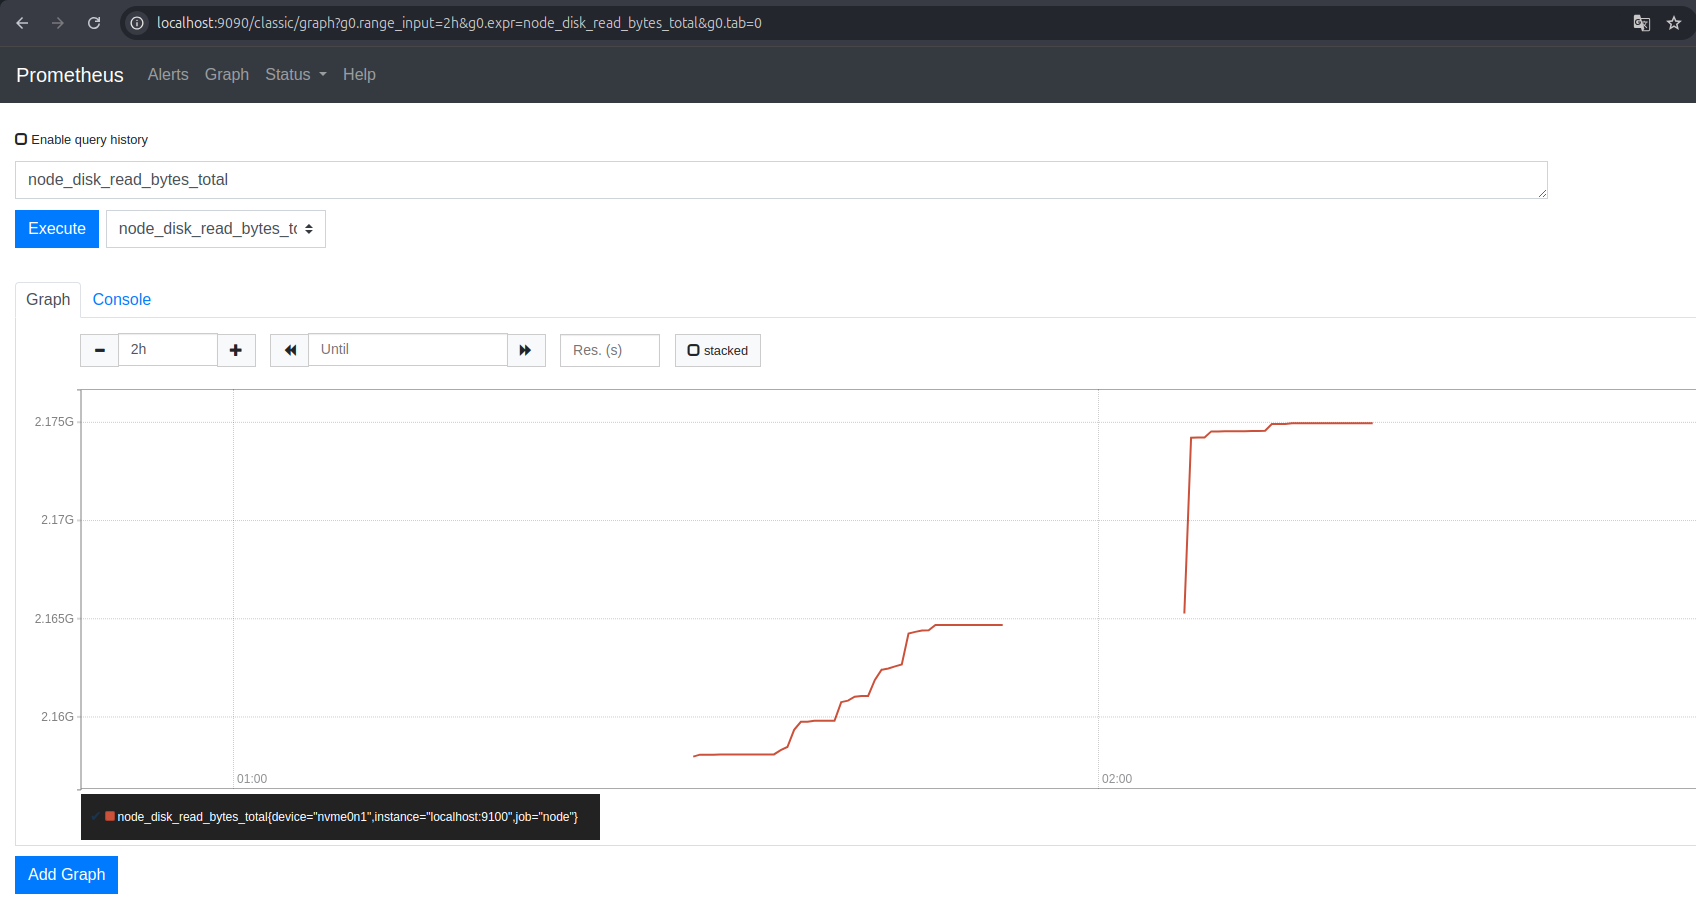 localhost:9090/classic/graph?g0.range_input=2h&g0.expr=node_disk_read_bytes_total&g0.tab=0
Prometheus Alerts Graph Status Help
Enable query history
node_disk_read_bytes_total
Execute node_disk_read_bytes_to
Graph Console
2h Until Res. (s) stacked
2.175G
2.17G
2.165G
2.16G
01:00 02:00
node_disk_read_bytes_total{device="nvme0n1",instance="localhost:9100",job="node"}
Add Graph